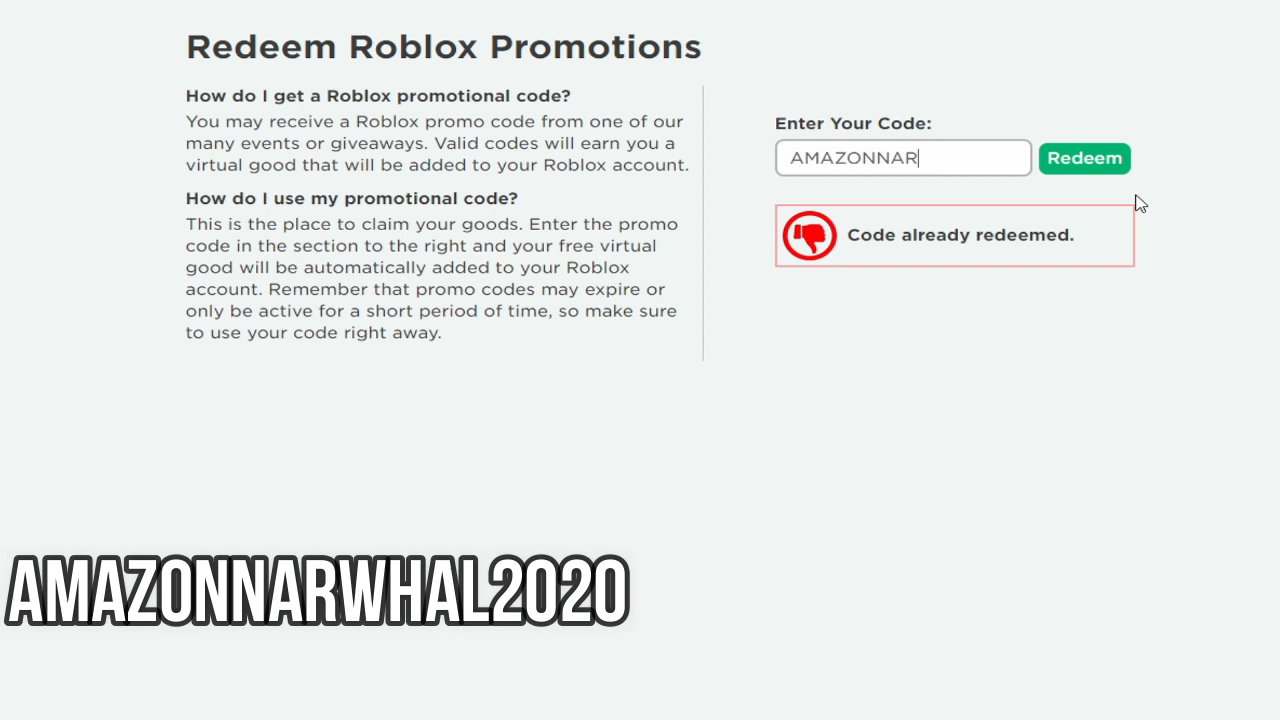 Redeem Roblox Promotions
How do I get a Roblox promotional code?
You may receive a Roblox promo code from one of our
many events or giveaways. Valid codes will earn you a
virtual good that will be added to your Roblox account.
How do I use my promotional code?
This is the place to claim your goods. Enter the promo
code in the section to the right and your free virtual
good will be automatically added to your Roblox
account. Remember that promo codes may expire or
only be active for a short period of time, so make sure
to use your code right away.
Enter Your Code:
AMAZONNAR
Redeem
Code already redeemed.
AMAZONNARWHAL2020